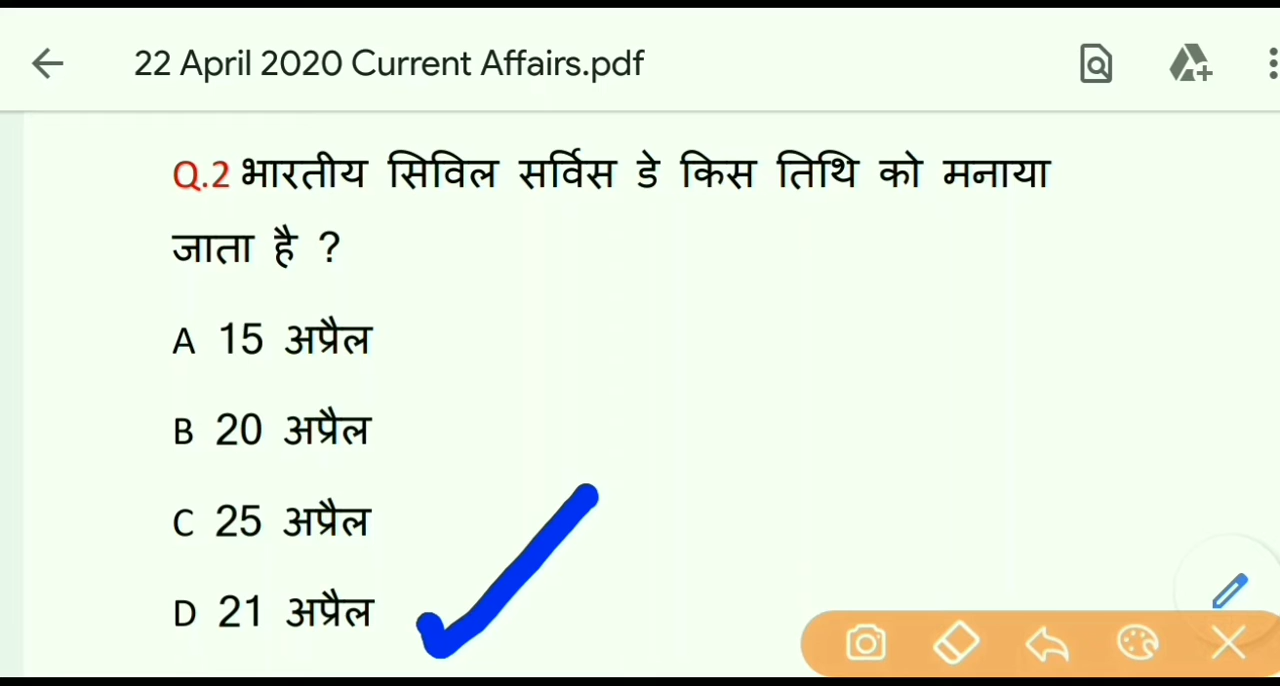 22 April 2020 Current Affairs.pdf
Q.2 भारतीय सिविल सर्विस डे किस तिथि को मनाया
जाता है ?
A 15 अप्रैल
B 20 अप्रैल
C 25 अप्रैल
D 21 अप्रैल